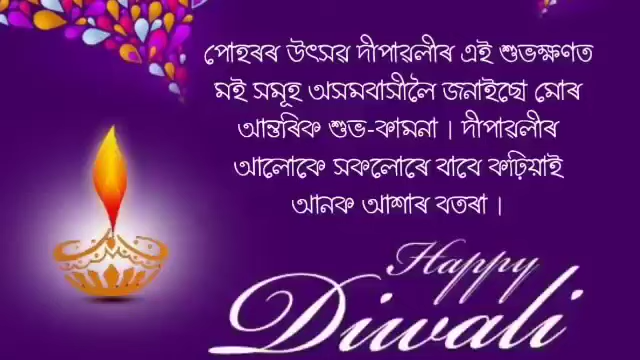 পোহৰৰ উৎসৱ দীপাৱলীৰ এই শুভক্ষণত
মই সমূহ অসমবাসীলৈ জনাইছো মোৰ
আন্তৰিক শুভ-কামনা । দীপাৱলীৰ
আলোকে সকলোৰে বাবে কঢ়িয়াই
আনক আশাৰ বতৰা ।
Happy
Diwali